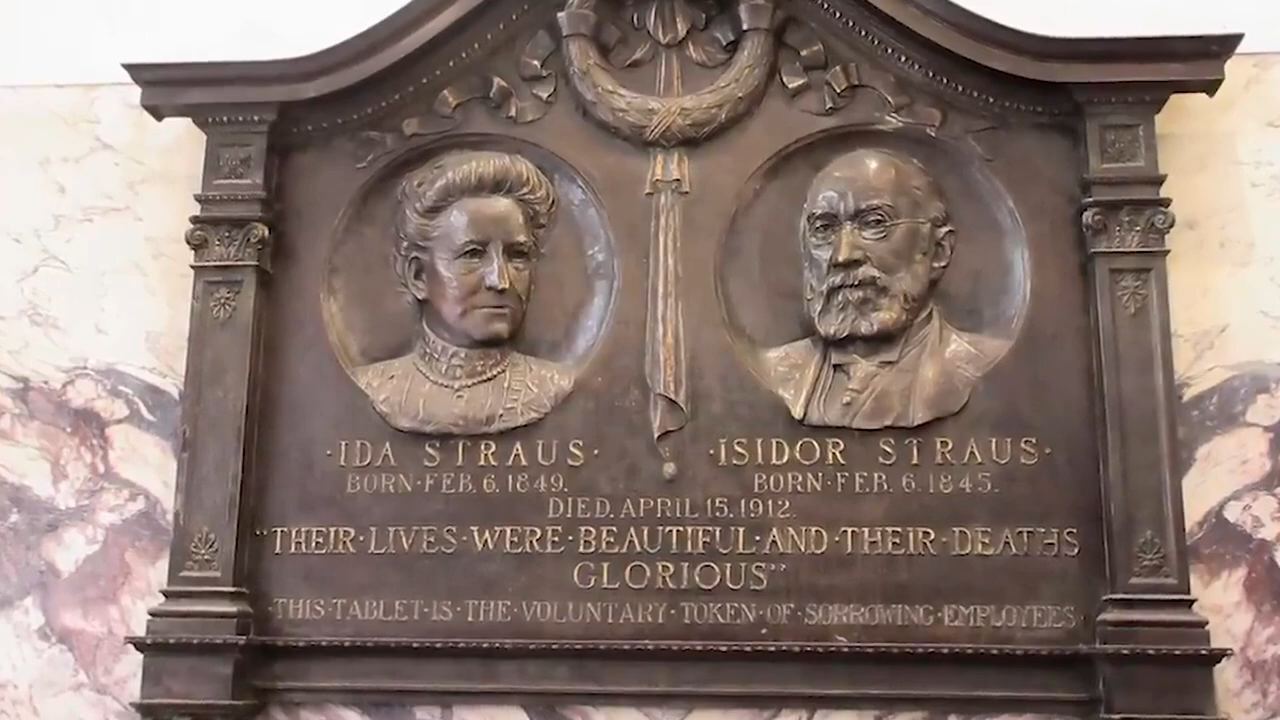 ·IDA STRAUS· ·ISIDOR STRAUS·
BORN·FEB. 6. 1849. BORN·FEB. 6. 1845.
DIED. APRIL 15. 1912.
"THEIR·LIVES·WERE·BEAUTIFUL·AND·THEIR·DEATHS
GLORIOUS"
·THIS·TABLET·IS·THE·VOLUNTARY·TOKEN·OF·SORROWING·EMPLOYEES·